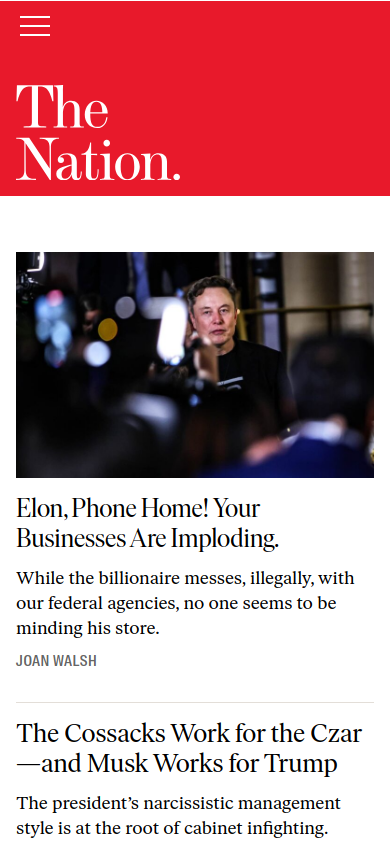 The
Nation.
Elon, Phone Home! Your
Businesses Are Imploding.
While the billionaire messes, illegally, with
our federal agencies, no one seems to be
minding his store.
JOAN WALSH
The Cossacks Work for the Czar
—and Musk Works for Trump
The president’s narcissistic management
style is at the root of cabinet infighting.